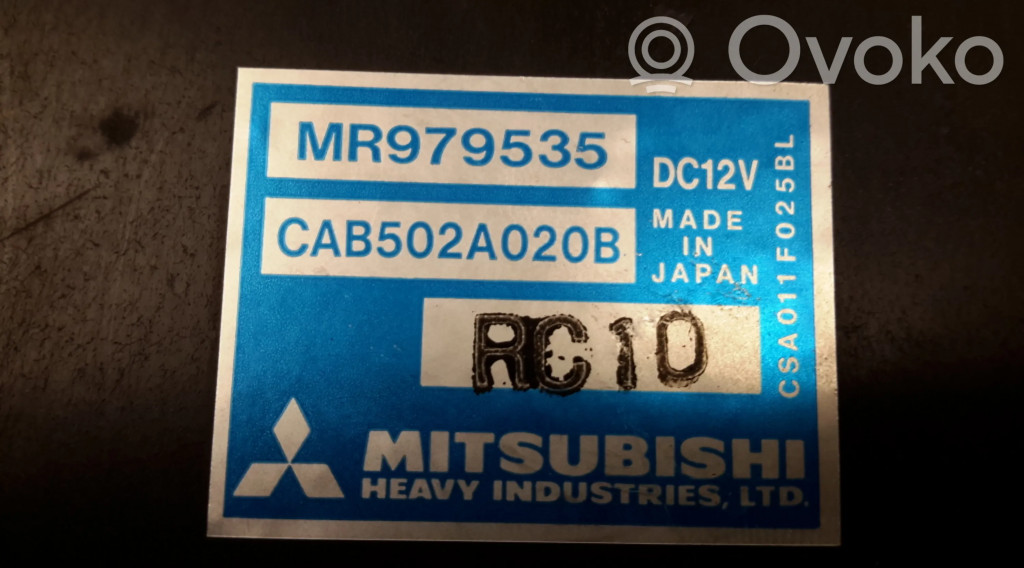 Ovoko
MR979535
CAB502A020B
DC12V
MADE
IN
JAPAN
CSA011F025BL
RC10
MITSUBISHI
HEAVY INDUSTRIES, LTD.